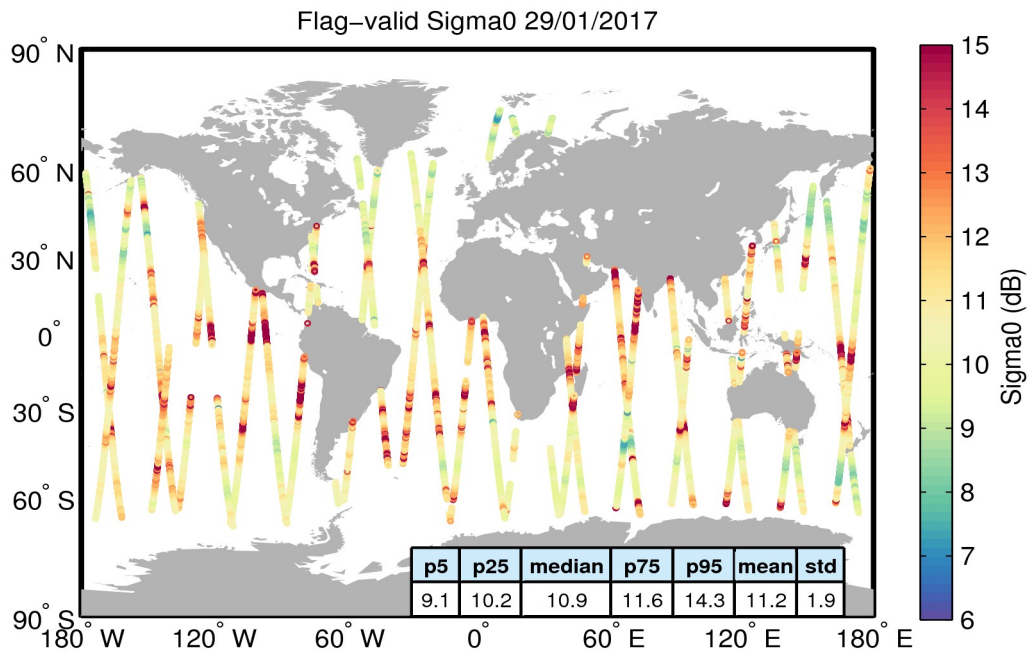 Flag−valid Sigma0 29/01/2017
90° N
60° N
30° N
0°
30° S
60° S
90° S
180° W
120° W
60° W
0°
60° E
120° E
180° E
p5 p25 median p75 p95 mean std
9.1 10.2 10.9 11.6 14.3 11.2 1.9
15
14
13
12
11
10
9
8
7
6
Sigma0 (dB)